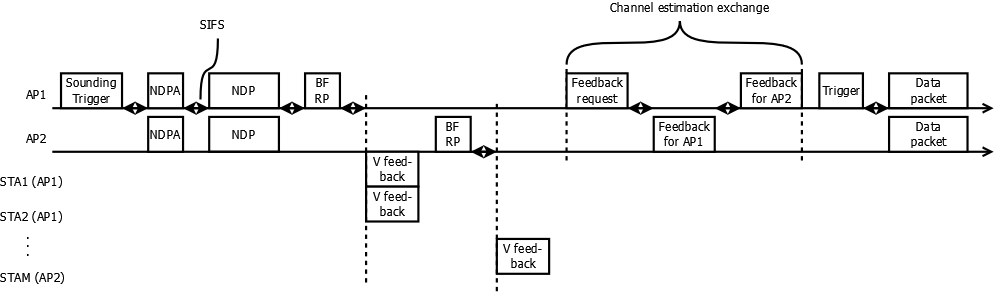 Channel estimation exchange
SIFS
AP1
Sounding
Trigger
NDPA
NDP
BF
RP
Feedback
request
Feedback
for AP2
Trigger
Data
packet
AP2
NDPA
NDP
BF
RP
Feedback
for AP1
Data
packet
STA1 (AP1)
V feed-
back
STA2 (AP1)
V feed-
back
STAM (AP2)
V feed-
back